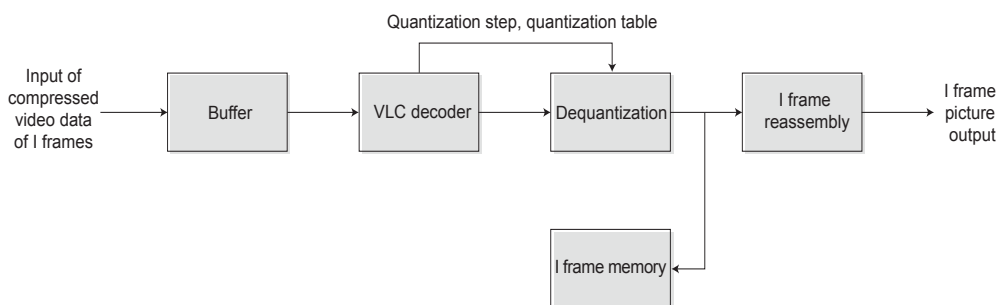 Quantization step, quantization table
Input of
compressed
video data
of I frames
Buffer
VLC decoder
Dequantization
I frame
reassembly
I frame
picture
output
I frame memory